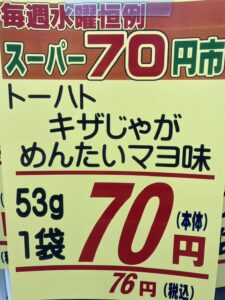 毎週水曜恒例
スーパー70円市
トーハト
キザじゃが
めんたいマヨ味
53g
1袋
70円
(本体)
76円(税込)